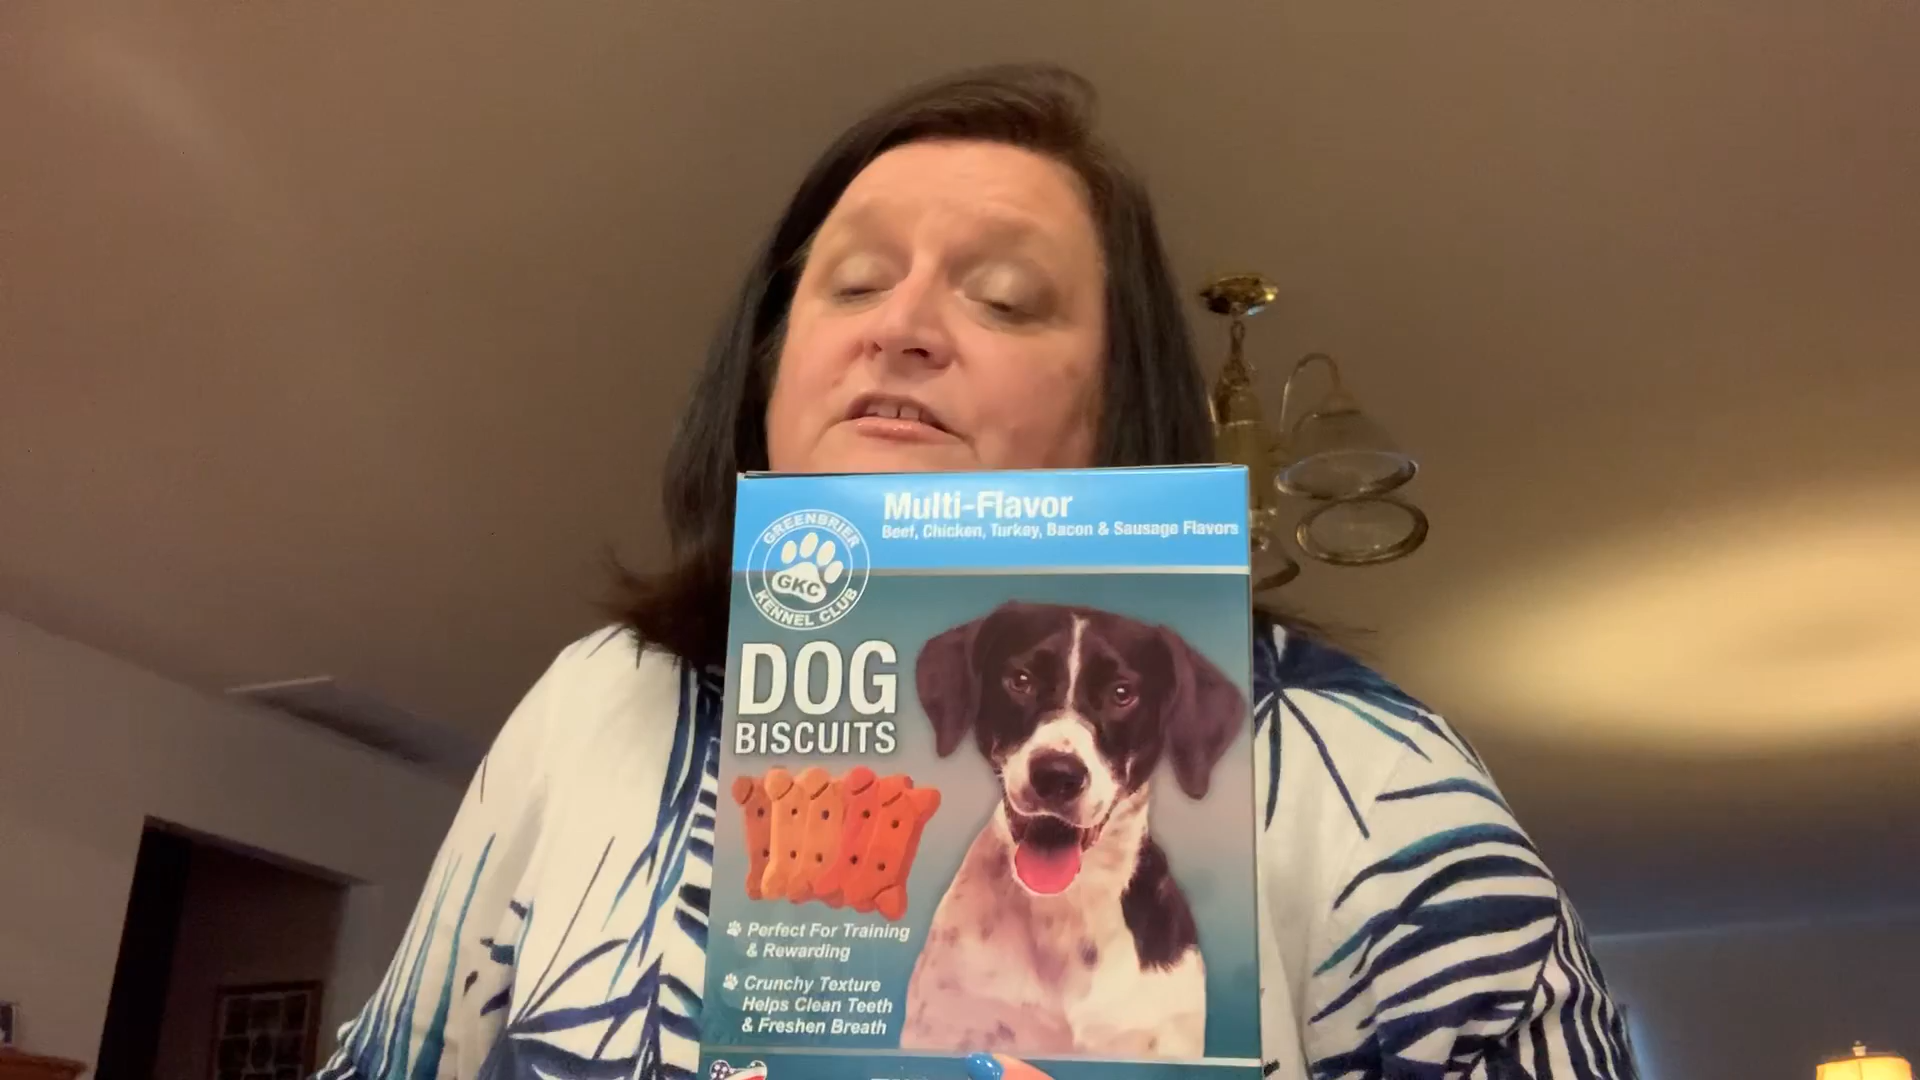 Multi-Flavor
Beef, Chicken, Turkey, Bacon & Sausage Flavors
GREENBRIER
GKC
KENNEL CLUB
DOG
BISCUITS
Perfect For Training
& Rewarding
Crunchy Texture
Helps Clean Teeth
& Freshen Breath